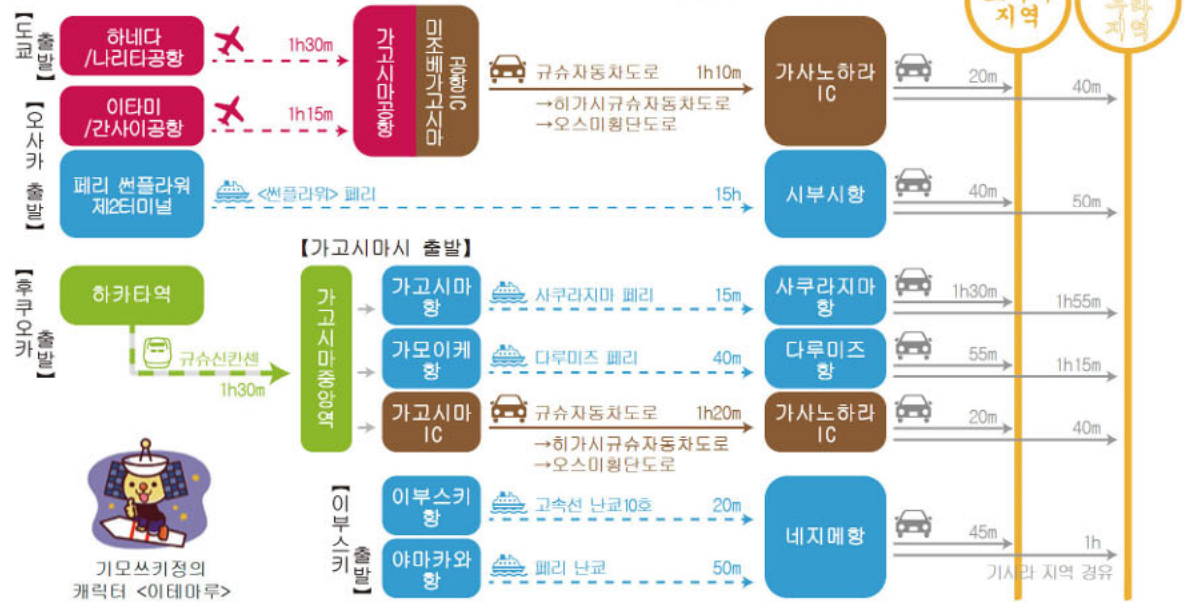 【도쿄 출발】
하네다
/나리타공항
1h30m
가고시마공항
미조베가고시마
공항IC
규슈자동차도로 1h10m
→히가시규슈자동차도로
→오스미횡단도로
가사노하라
IC
20m
40m
지역
지역
【오사카 출발】
이타미
/간사이공항
1h15m
페리 썬플라워
제2터미널
<썬플라워> 페리 15h
시부시항
40m
50m
【후쿠오카 출발】
하카타역
규슈신칸센
1h30m
【가고시마시 출발】
가고시마중앙역
가고시마
항
사쿠라지마 페리 15m
사쿠라지마
항
1h30m
1h55m
가모이케
항
다루미즈 페리 40m
다루미즈
항
55m
1h15m
가고시마
IC
규슈자동차도로 1h20m
→히가시규슈자동차도로
→오스미횡단도로
가사노하라
IC
20m
40m
【이부스키 출발】
이부스키
항
고속선 난쿄10호 20m
야마카와
항
페리 난쿄 50m
네지메항
45m
1h
기사라 지역 경유
기모쓰키정의
캐릭터 <이테마루>